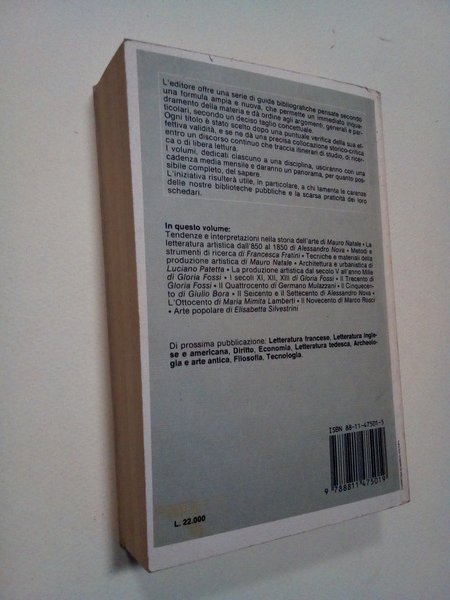 L'editore offre una serie di guide bibliografiche pensate secondo
una formula ampia e nuova, che permette un immediato inqua-
dramento della materia e dà ordine agli argomenti, generali e par-
ticolari, secondo un deciso taglio concettuale.
Ogni titolo è stato scelto dopo una puntuale verifica della sua ef-
fettiva validità, e se ne dà una precisa collocazione storico-critica
entro un discorso continuo che traccia itinerari di studio, di ricer-
ca o di libera lettura.
I volumi, dedicati ciascuno a una disciplina, usciranno con una
cadenza media mensile e daranno un panorama, per quanto pos-
sibile completo, del sapere.
L'iniziativa risulterà utile, in particolare, a chi lamenta le carenze
delle nostre biblioteche pubbliche e la scarsa praticità dei loro
schedari.
In questo volume:
Tendenze e interpretazioni nella storia dell'arte di Mauro Natale • La
letteratura artistica dall'850 al 1850 di Alessandro Nova • Metodi e
strumenti di ricerca di Francesca Fratini • Tecniche e materiali della
produzione artistica di Mauro Natale • Architettura e urbanistica di
Luciano Patetta • La produzione artistica dal secolo V all'anno Mille
di Gloria Fossi • I secoli XI, XII, XIII di Gloria Fossi • Il Trecento di
Gloria Fossi • Il Quattrocento di Germano Mulazzani • Il Cinquecen-
to di Giulio Bora • Il Seicento e il Settecento di Alessandro Nova •
L'Ottocento di Maria Mimita Lamberti • Il Novecento di Marco Rosci
• Arte popolare di Elisabetta Silvestrini
Di prossima pubblicazione: Letteratura francese, Letteratura ingle-
se e americana, Diritto, Economia, Letteratura tedesca, Archeolo-
gia e arte antica, Filosofia, Tecnologia.
ISBN 88-11-47501-5
9 788811 475019
L. 22.000